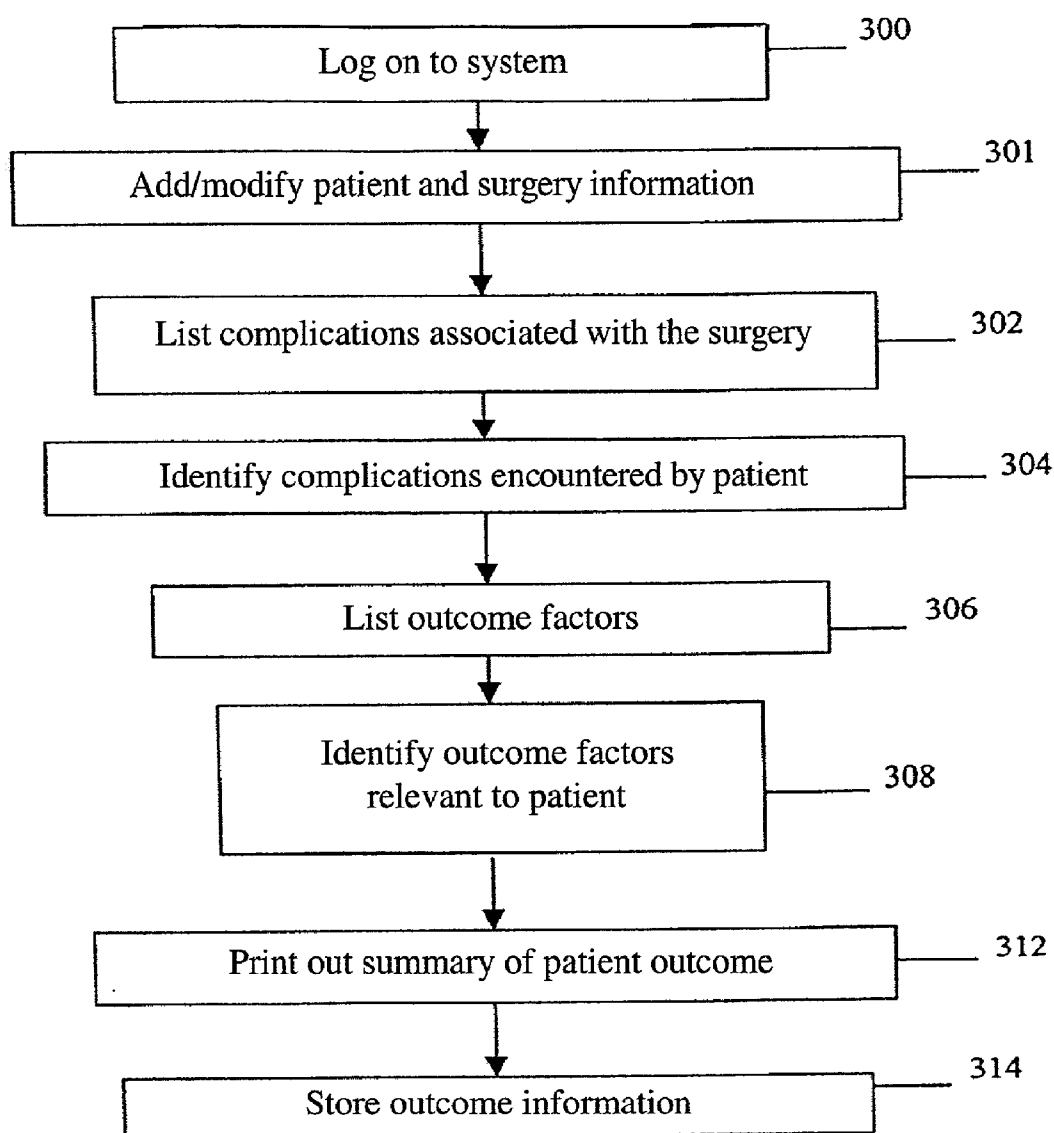 300
Log on to system
301
Add/modify patient and surgery information
302
List complications associated with the surgery
304
Identify complications encountered by patient
306
List outcome factors
308
Identify outcome factors
relevant to patient
312
Print out summary of patient outcome
314
Store outcome information